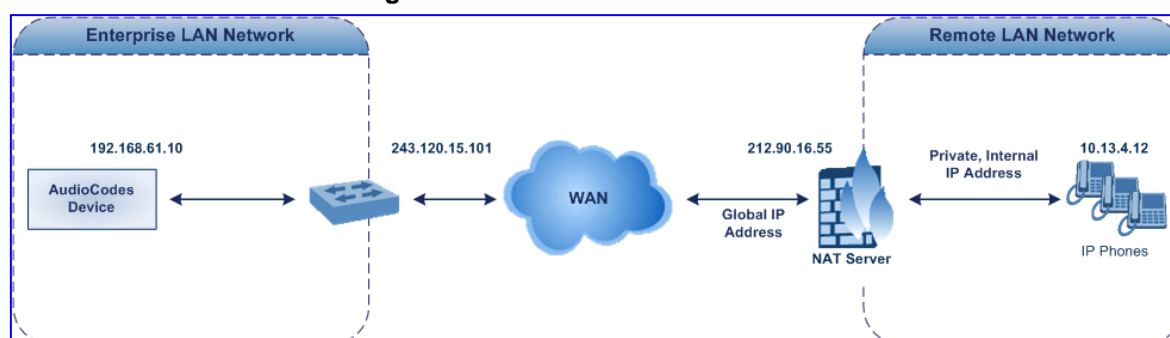 Enterprise LAN Network
Remote LAN Network
192.168.61.10
243.120.15.101
212.90.16.55
10.13.4.12
Private, Internal
IP Address
AudioCodes
Device
WAN
Global IP
Address
NAT Server
IP Phones